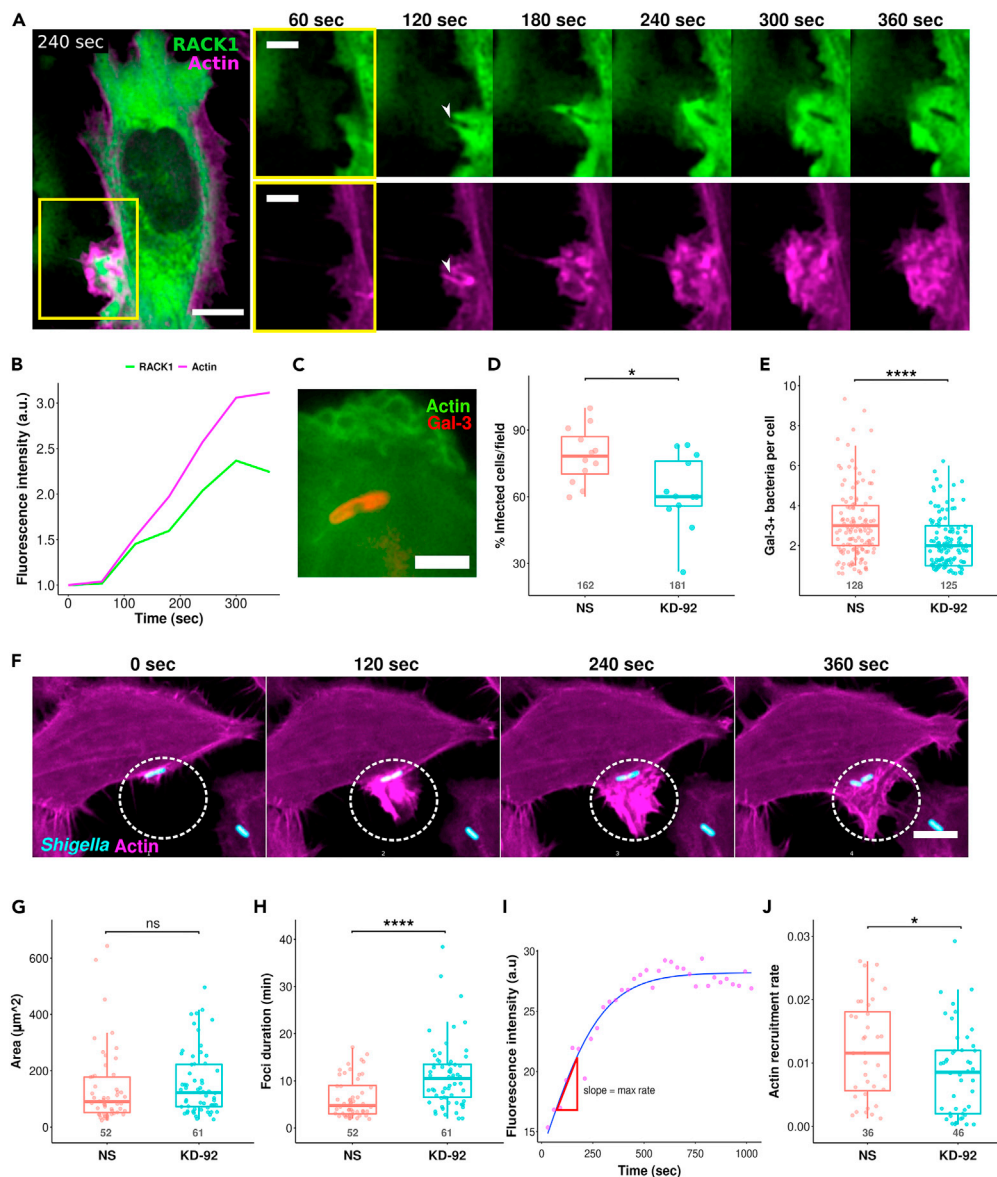 A
240 sec
RACK1
Actin
60 sec 120 sec 180 sec 240 sec 300 sec 360 sec
B
RACK1 Actin
Fluorescence intensity (a.u.)
3.0
2.5
2.0
1.5
1.0
0 100 200 300
Time (sec)
C
Actin
Gal-3
D
*
% Infected cells/field
90
60
30
162 181
NS KD-92
E
****
Gal-3+ bacteria per cell
10
8
6
4
2
128 125
NS KD-92
F
0 sec 120 sec 240 sec 360 sec
Shigella Actin
1 2 3 4
G
ns
Area (µm^2)
600
400
200
0
52 61
NS KD-92
H
****
Foci duration (min)
40
30
20
10
0
52 61
NS KD-92
I
Fluorescence intensity (a.u)
30
25
20
15
slope = max rate
0 250 500 750 1000
Time (sec)
J
*
Actin recruitment rate
0.03
0.02
0.01
0.00
36 46
NS KD-92